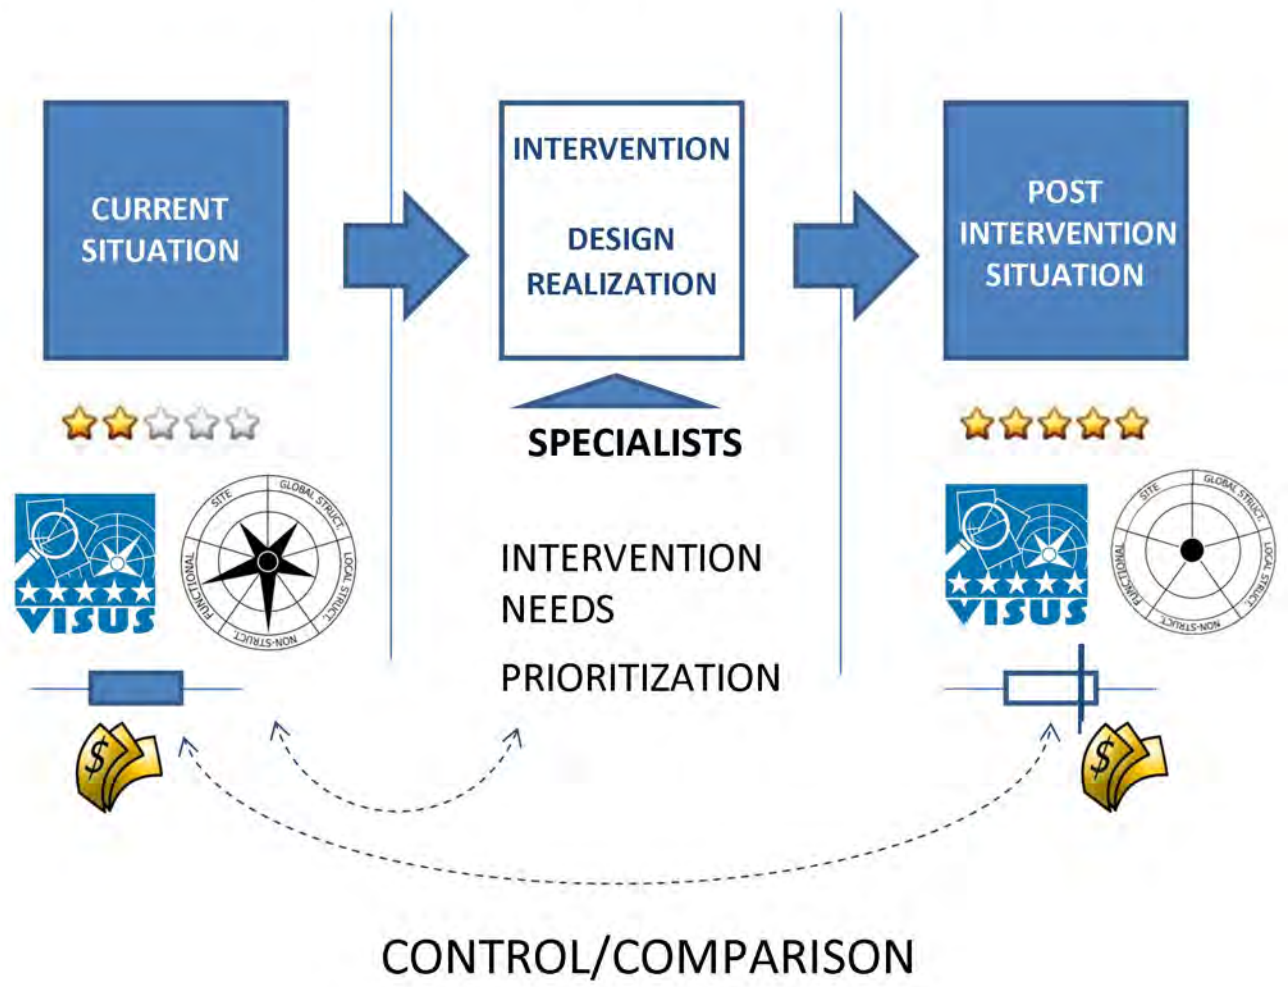 CURRENT
SITUATION
INTERVENTION
DESIGN
REALIZATION
POST
INTERVENTION
SITUATION
SPECIALISTS
SITE
GLOBAL STRUCT.
LOCAL STRUCT.
NON-STRUCT.
FUNCTIONAL
VISUS
$
INTERVENTION
NEEDS
PRIORITIZATION
SITE
GLOBAL STRUCT.
LOCAL STRUCT.
NON-STRUCT.
FUNCTIONAL
VISUS
$
CONTROL/COMPARISON